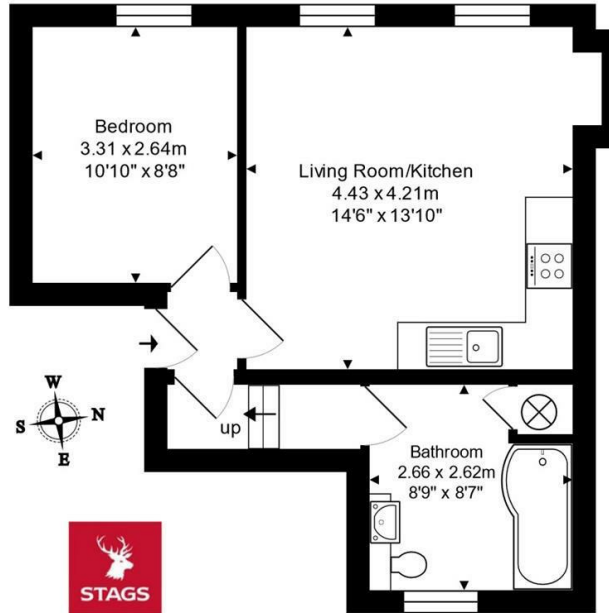 Bedroom
3.31 x 2.64m
10'10" x 8'8"
Living Room/Kitchen
4.43 x 4.21m
14'6" x 13'10"
W
N
S
E
up
Bathroom
2.66 x 2.62m
8'9" x 8'7"
STAGS